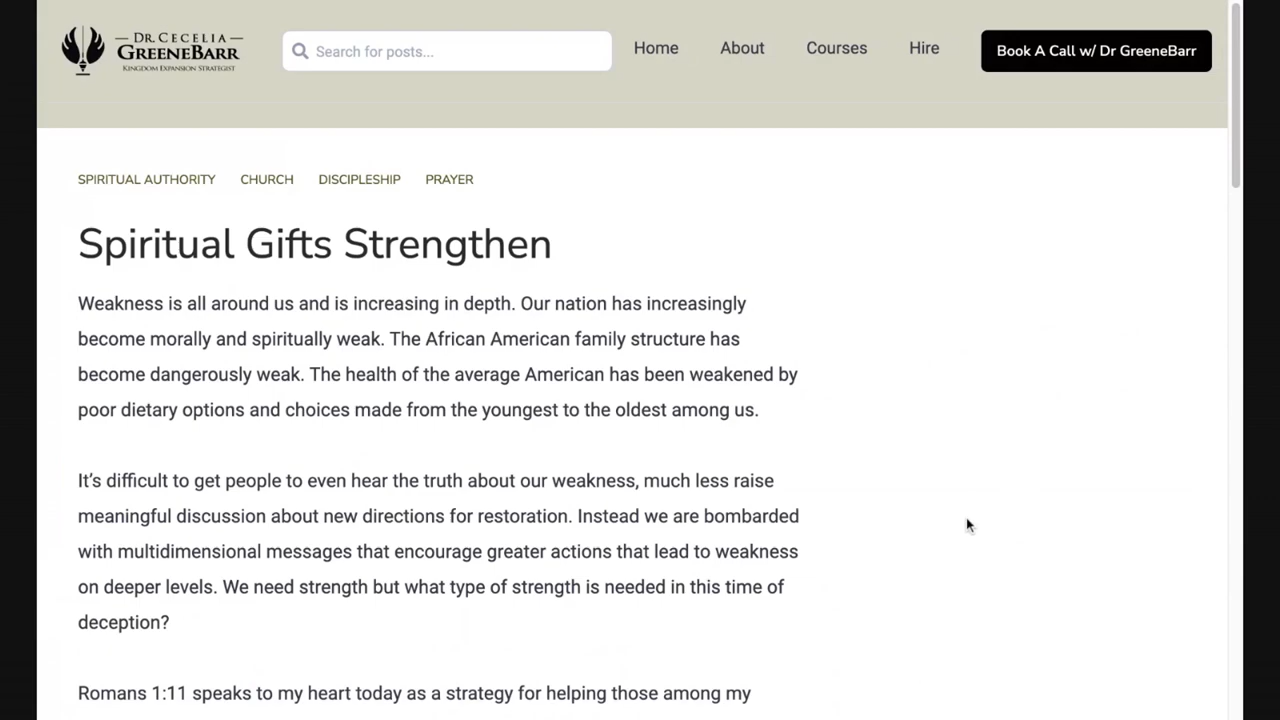 DR. CECELIA
GREENEBARR
KINGDOM EXPANSION STRATEGIST
Search for posts...
Home
About
Courses
Hire
Book A Call w/ Dr GreeneBarr
SPIRITUAL AUTHORITY CHURCH DISCIPLESHIP PRAYER
Spiritual Gifts Strengthen
Weakness is all around us and is increasing in depth. Our nation has increasingly
become morally and spiritually weak. The African American family structure has
become dangerously weak. The health of the average American has been weakened by
poor dietary options and choices made from the youngest to the oldest among us.
It’s difficult to get people to even hear the truth about our weakness, much less raise
meaningful discussion about new directions for restoration. Instead we are bombarded
with multidimensional messages that encourage greater actions that lead to weakness
on deeper levels. We need strength but what type of strength is needed in this time of
deception?
Romans 1:11 speaks to my heart today as a strategy for helping those among my